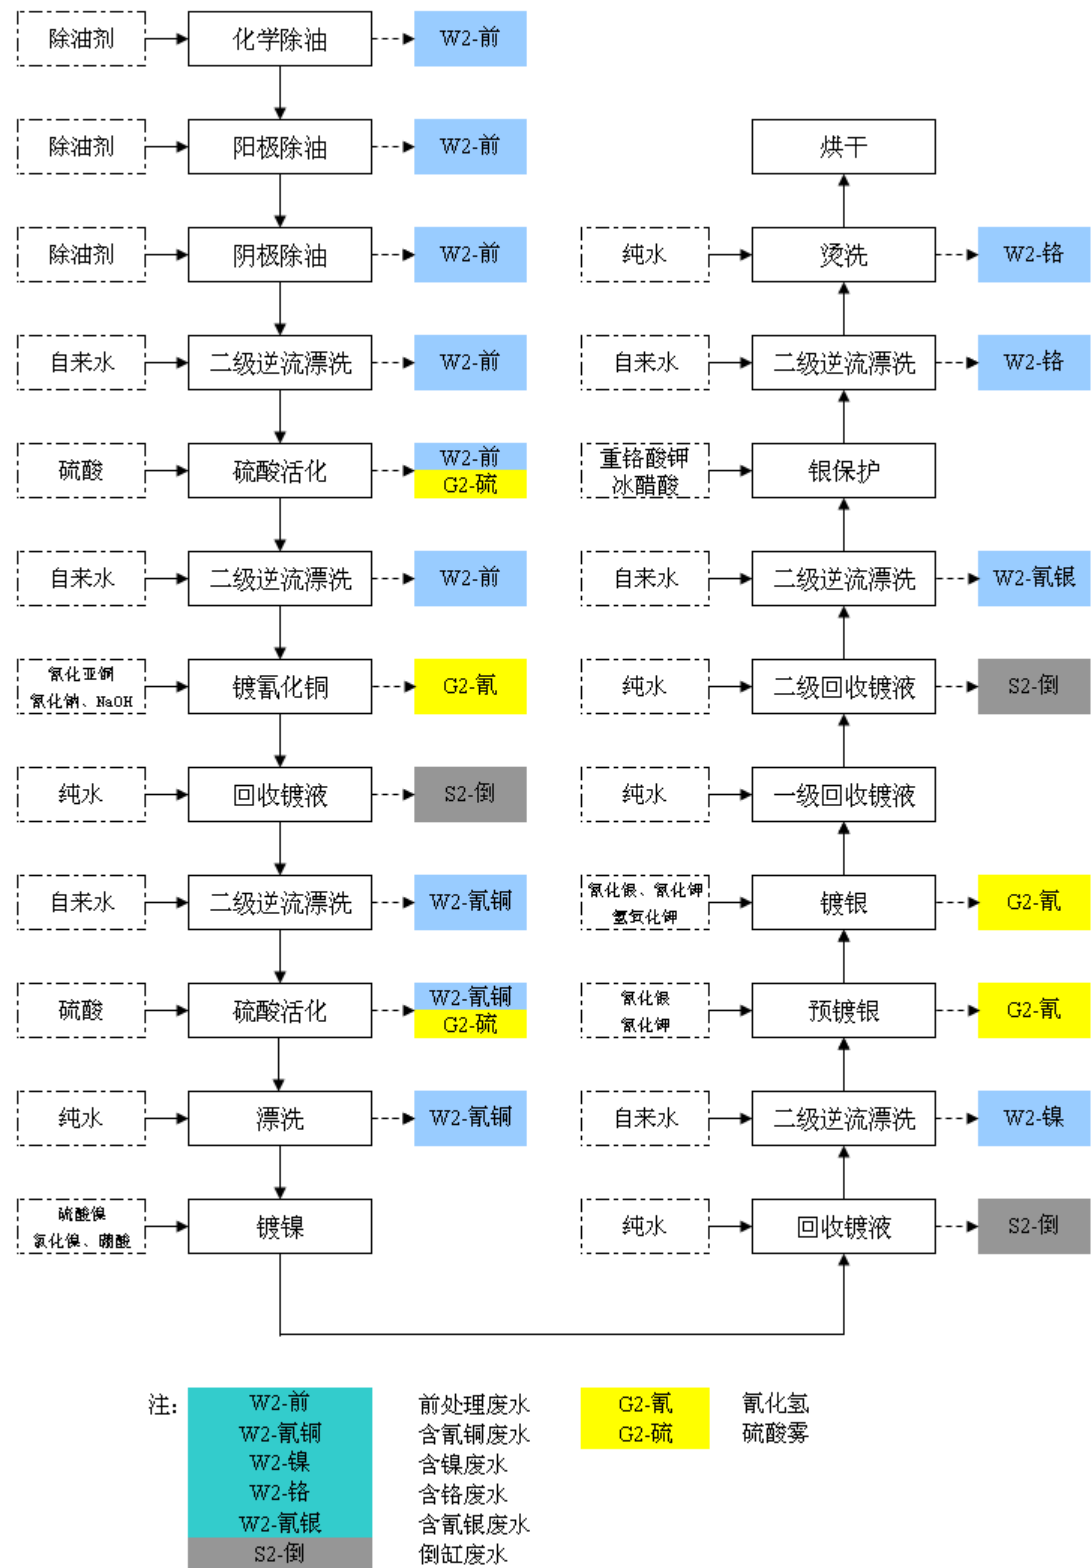 除油剂
化学除油
W2-前
除油剂
阳极除油
W2-前
除油剂
阴极除油
W2-前
自来水
二级逆流漂洗
W2-前
硫酸
硫酸活化
W2-前
G2-硫
自来水
二级逆流漂洗
W2-前
氰化亚铜
氰化钠、NaOH
镀氰化铜
G2-氰
纯水
回收镀液
S2-倒
自来水
二级逆流漂洗
W2-氰铜
硫酸
硫酸活化
W2-氰铜
G2-硫
纯水
漂洗
W2-氰铜
硫酸镍
氯化镍、硼酸
镀镍
烘干
纯水
烫洗
W2-铬
自来水
二级逆流漂洗
W2-铬
重铬酸钾
冰醋酸
银保护
自来水
二级逆流漂洗
W2-氰银
纯水
二级回收镀液
S2-倒
纯水
一级回收镀液
氰化银、氰化钾
氢氧化钾
镀银
G2-氰
氰化银
氰化钾
预镀银
G2-氰
自来水
二级逆流漂洗
W2-镍
纯水
回收镀液
S2-倒
注:
W2-前 前处理废水
W2-氰铜 含氰铜废水
W2-镍 含镍废水
W2-铬 含铬废水
W2-氰银 含氰银废水
S2-倒 倒缸废水
G2-氰 氰化氢
G2-硫 硫酸雾